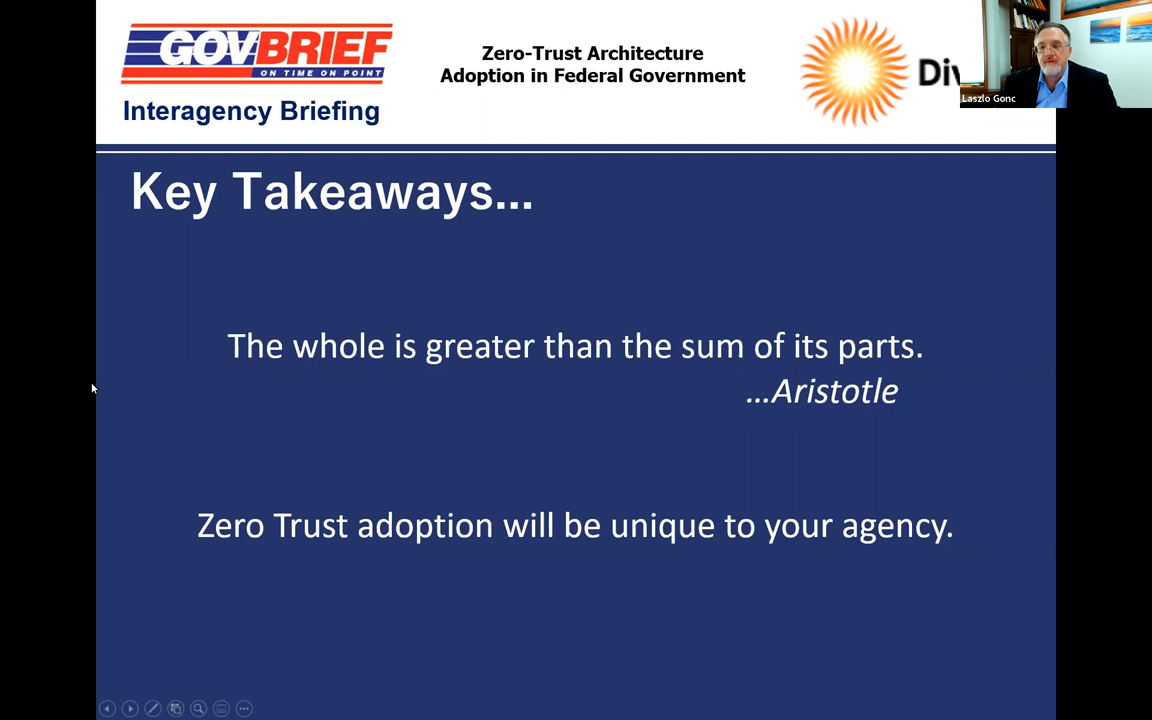 GOVBRIEF
ON TIME ON POINT
Interagency Briefing
Zero-Trust Architecture
Adoption in Federal Government
Laszlo Gonc
Key Takeaways...
The whole is greater than the sum of its parts.
...Aristotle
Zero Trust adoption will be unique to your agency.